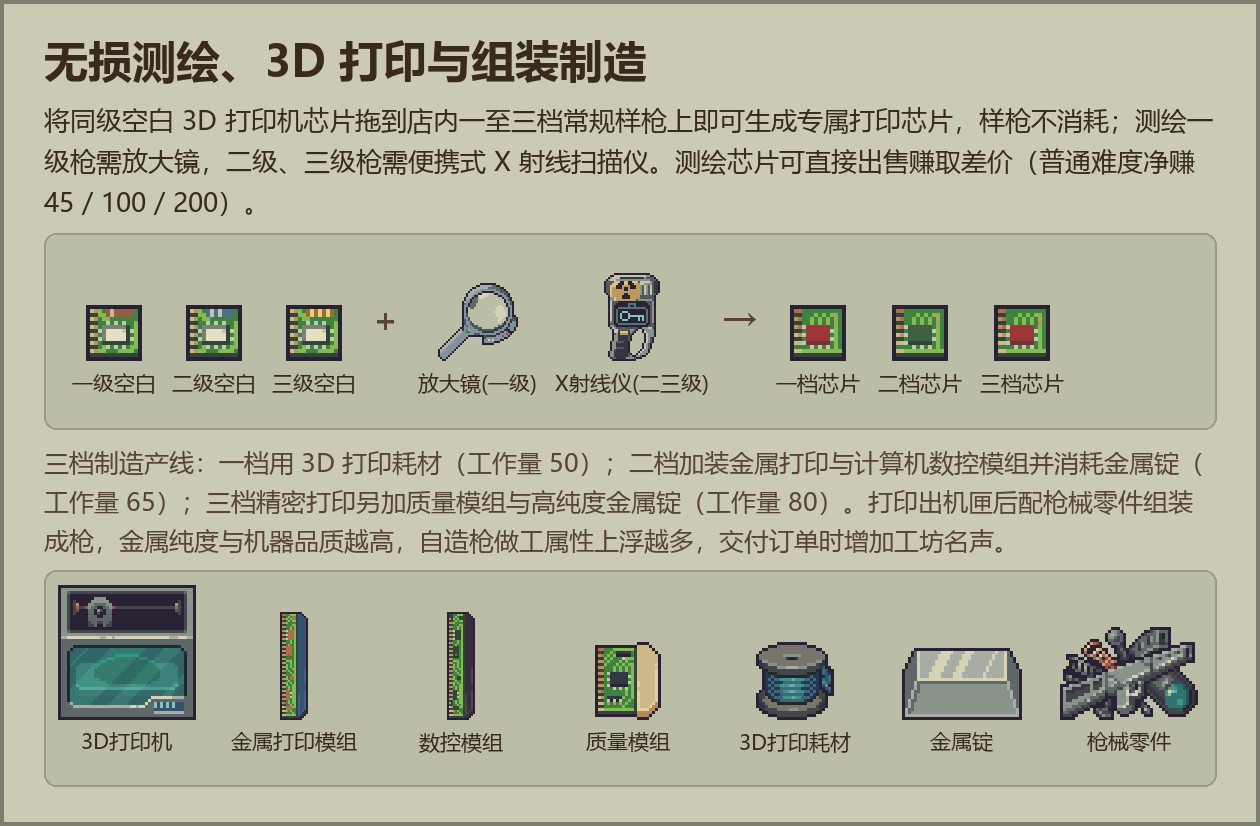 无损测绘、3D 打印与组装制造
将同级空白 3D 打印机芯片拖到店内一至三档常规样枪上即可生成专属打印芯片，样枪不消耗；测绘一
级枪需放大镜，二级、三级枪需便携式 X 射线扫描仪。测绘芯片可直接出售赚取差价（普通难度净赚
45 / 100 / 200）。
一级空白 二级空白 三级空白 + 放大镜(一级) X射线仪(二三级) → 一档芯片 二档芯片 三档芯片
三档制造产线：一档用 3D 打印耗材（工作量 50）；二档加装金属打印与计算机数控模组并消耗金属锭（
工作量 65）；三档精密打印另加质量模组与高纯度金属锭（工作量 80）。打印出机匣后配枪械零件组装
成枪，金属纯度与机器品质越高，自造枪做工属性上浮越多，交付订单时增加工坊名声。
3D打印机 金属打印模组 数控模组 质量模组 3D打印耗材 金属锭 枪械零件